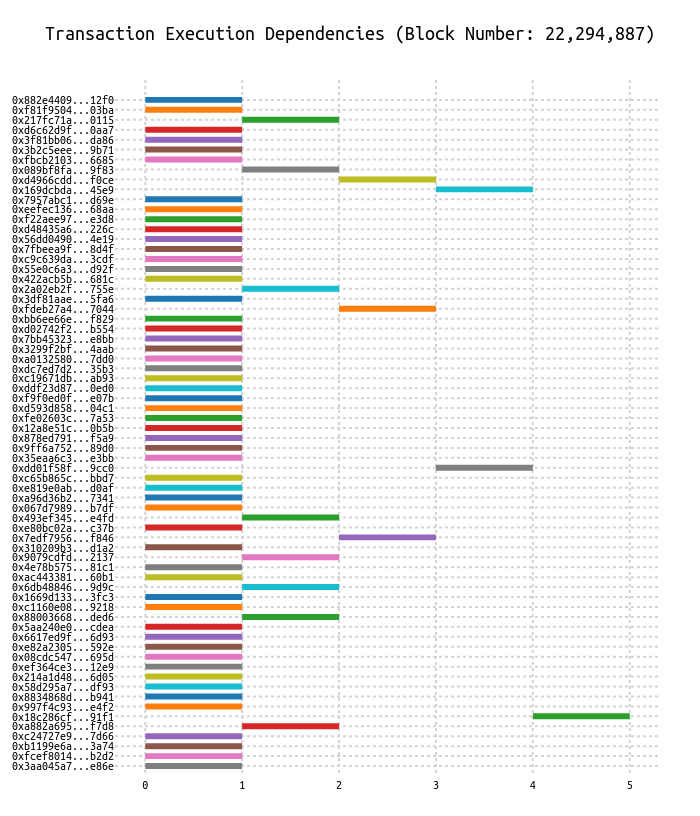 Transaction Execution Dependencies (Block Number: 22,294,887)
0x882e4409...12f0
0xf81f9504...03ba
0x217fc71a...0115
0xd6c62d9f...0aa7
0x3f81bb06...da86
0x3b2c5eee...9b71
0xfbcb2103...6685
0x089bf8fa...9f83
0xd4966cdd...f0ce
0x169dcbda...45e9
0x7957abc1...d69e
0xeefec136...68aa
0xf22aee97...e3d8
0xd48435a6...226c
0x56dd0490...4e19
0x7fbeea9f...8d4f
0xc9c639da...3cdf
0x55e0c6a3...d92f
0x422acb5b...681c
0x2a02eb2f...755e
0x3df81aae...5fa6
0xfdeb27a4...7044
0xbb6ee66e...f829
0xd02742f2...b554
0x7bb45323...e8bb
0x3299f2bf...4aab
0xa0132580...7dd0
0xdc7ed7d2...35b3
0xc19671db...ab93
0xddf23d87...0ed0
0xf9f0ed0f...e07b
0xd593d858...04c1
0xfe02603c...7a53
0x12a8e51c...0b5b
0x878ed791...f5a9
0x9ff6a752...89d0
0x35eaa6c3...e3bb
0xdd01f58f...9cc0
0xc65b865c...bbd7
0xe819e0ab...d0af
0xa96d36b2...7341
0x067d7989...b7df
0x493ef345...e4fd
0xe80bc02a...c37b
0x7edf7956...f846
0x310209b3...d1a2
0x9079cdfd...2137
0x4e78b575...81c1
0xac443381...60b1
0x6db48846...9d9c
0x1669d133...3fc3
0xc1160e08...9218
0x88003668...ded6
0x5aa240e0...cdea
0x6617ed9f...6d93
0xe82a2305...592e
0x08cdc547...695d
0xef364ce3...12e9
0x214a1d48...6d05
0x58d295a7...df93
0x8834868d...b941
0x997f4c93...e4f2
0x18c286cf...91f1
0xa882a695...f7d8
0xc24727e9...7d66
0xb1199e6a...3a74
0xfcef8014...b2d2
0x3aa045a7...e86e
0 1 2 3 4 5